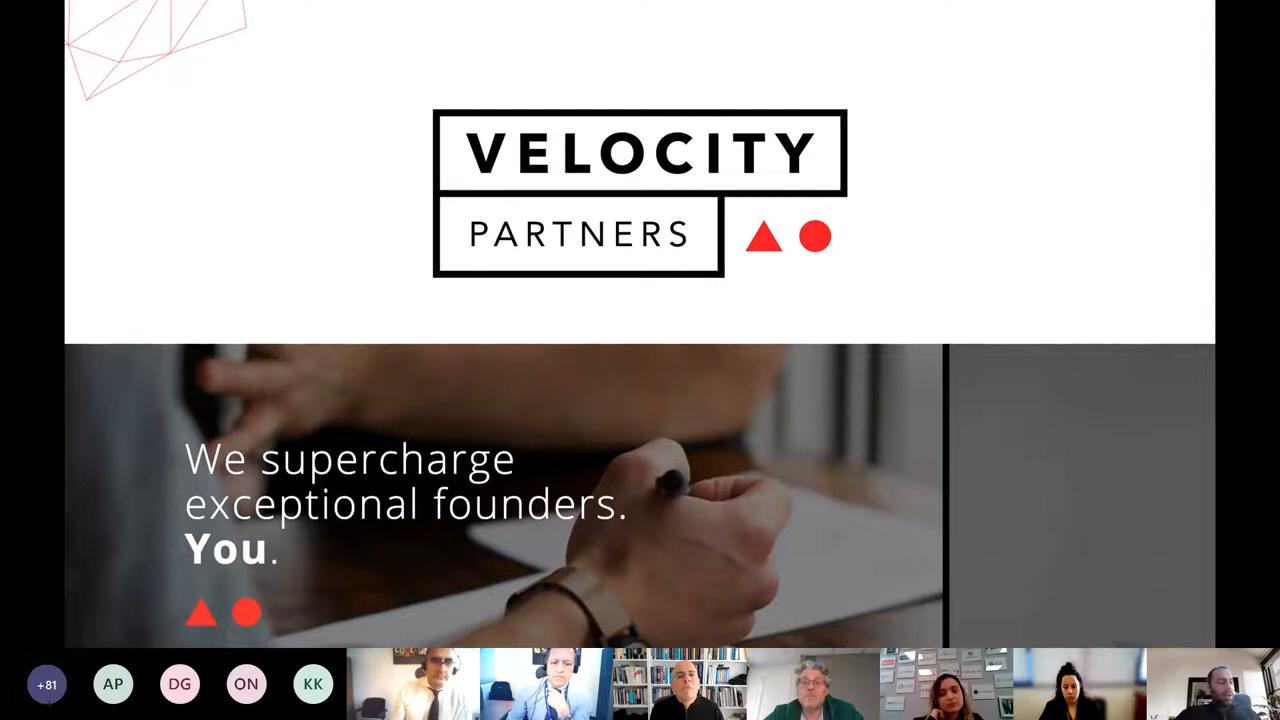 VELOCITY
PARTNERS
We supercharge
exceptional founders.
You.
+81
AP
DG
ON
KK